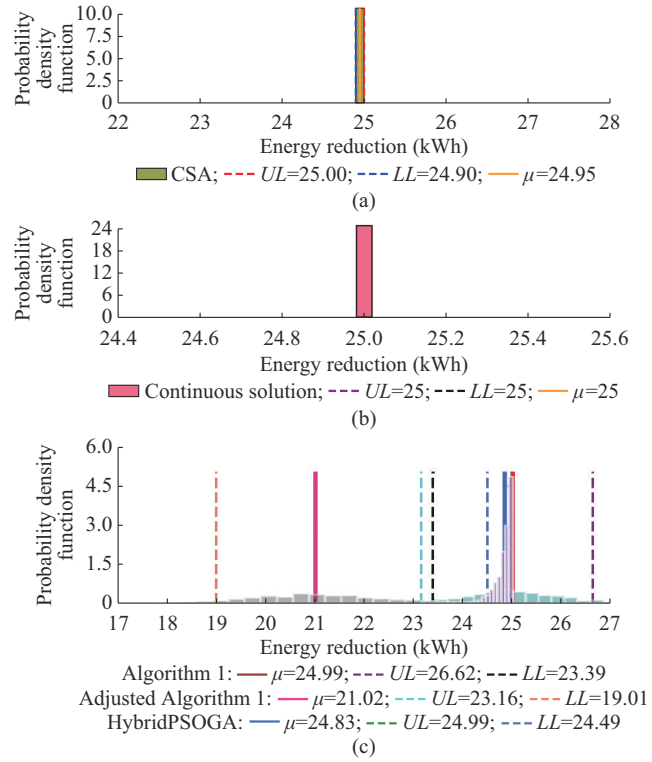 10.0
7.5
5.0
2.5
0
Probability
density
function
22 23 24 25 26 27 28
Energy reduction (kWh)
CSA; UL=25.00; LL=24.90; μ=24.95
(a)
24
18
12
6
0
Probability
density
function
24.4 24.6 24.8 25.0 25.2 25.4 25.6
Energy reduction (kWh)
Continuous solution; UL=25; LL=25; μ=25
(b)
6.0
4.5
3.0
1.5
0
Probability density
function
17 18 19 20 21 22 23 24 25 26 27
Energy reduction (kWh)
Algorithm 1: μ=24.99; UL=26.62; LL=23.39
Adjusted Algorithm 1: μ=21.02; UL=23.16; LL=19.01
HybridPSOGA: μ=24.83; UL=24.99; LL=24.49
(c)